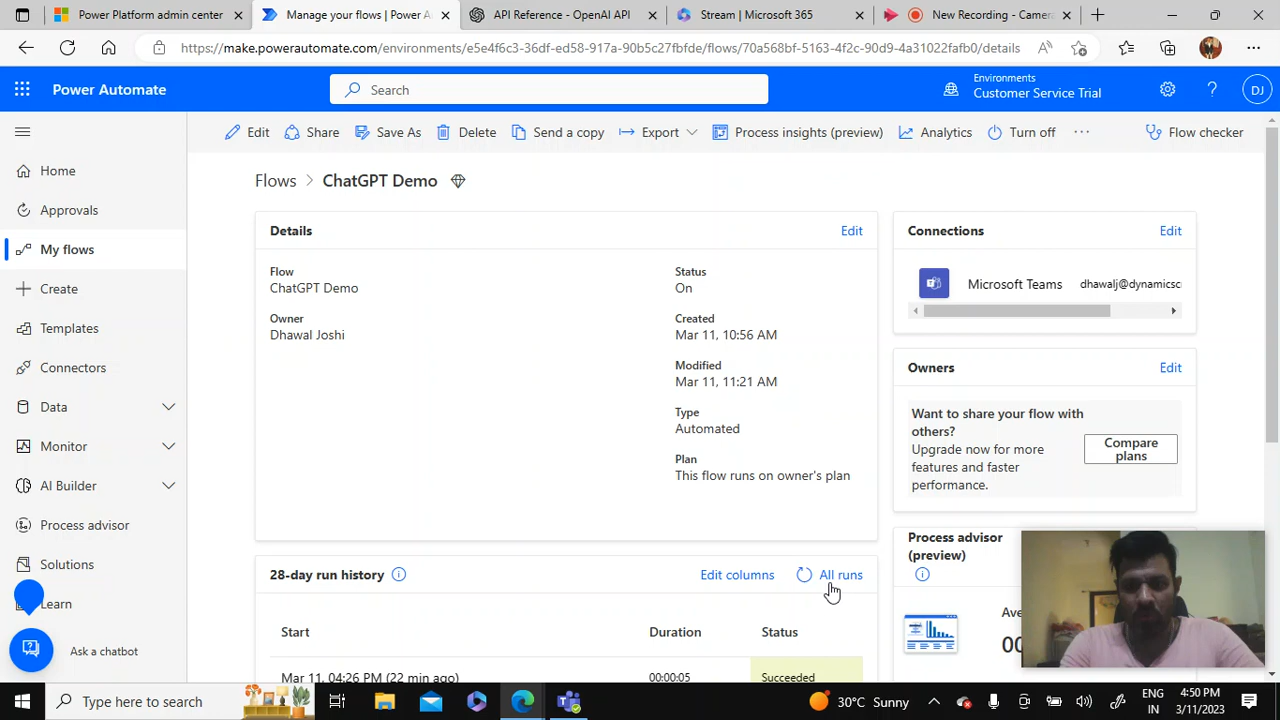 Power Platform admin center
Manage your flows | Power A
API Reference - OpenAI API
Stream | Microsoft 365
New Recording - Camera
https://make.powerautomate.com/environments/e5e4f6c3-36df-ed58-917a-90b5c27fbfde/flows/70a568bf-5163-4f2c-90d9-4a31022fafb0/details
Power Automate
Search
Environments
Customer Service Trial
DJ
Edit
Share
Save As
Delete
Send a copy
Export
Process insights (preview)
Analytics
Turn off
Flow checker
Home
Approvals
My flows
Create
Templates
Connectors
Data
Monitor
AI Builder
Process advisor
Solutions
Learn
Ask a chatbot
Flows > ChatGPT Demo
Details
Edit
Flow
ChatGPT Demo
Owner
Dhawal Joshi
Status
On
Created
Mar 11, 10:56 AM
Modified
Mar 11, 11:21 AM
Type
Automated
Plan
This flow runs on owner's plan
28-day run history
Edit columns
All runs
Start
Duration
Status
Mar 11, 04:26 PM (22 min ago)
00:00:05
Succeeded
Connections
Edit
Microsoft Teams
dhawalj@dynamicsc
Owners
Edit
Want to share your flow with
others?
Upgrade now for more
features and faster
performance.
Compare
plans
Process advisor
(preview)
Type here to search
30°C Sunny
ENG
IN
4:50 PM
3/11/2023